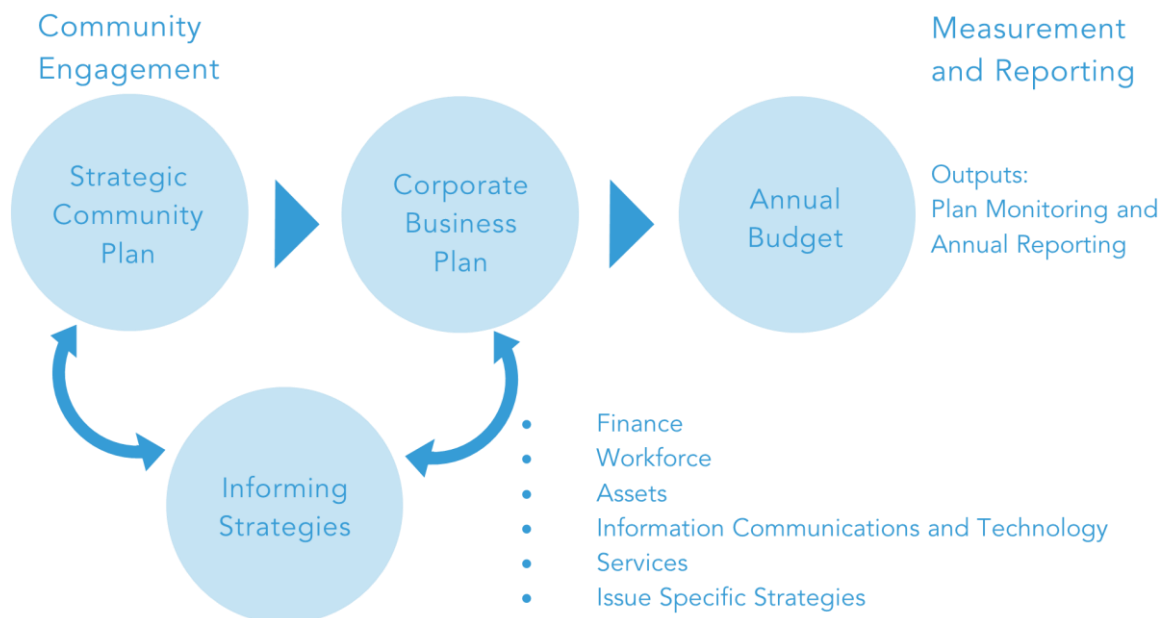 Community
Engagement
Measurement
and Reporting
Strategic
Community
Plan
Corporate
Business
Plan
Annual
Budget
Outputs:
Plan Monitoring and
Annual Reporting
Informing
Strategies
• Finance
• Workforce
• Assets
• Information Communications and Technology
• Services
• Issue Specific Strategies